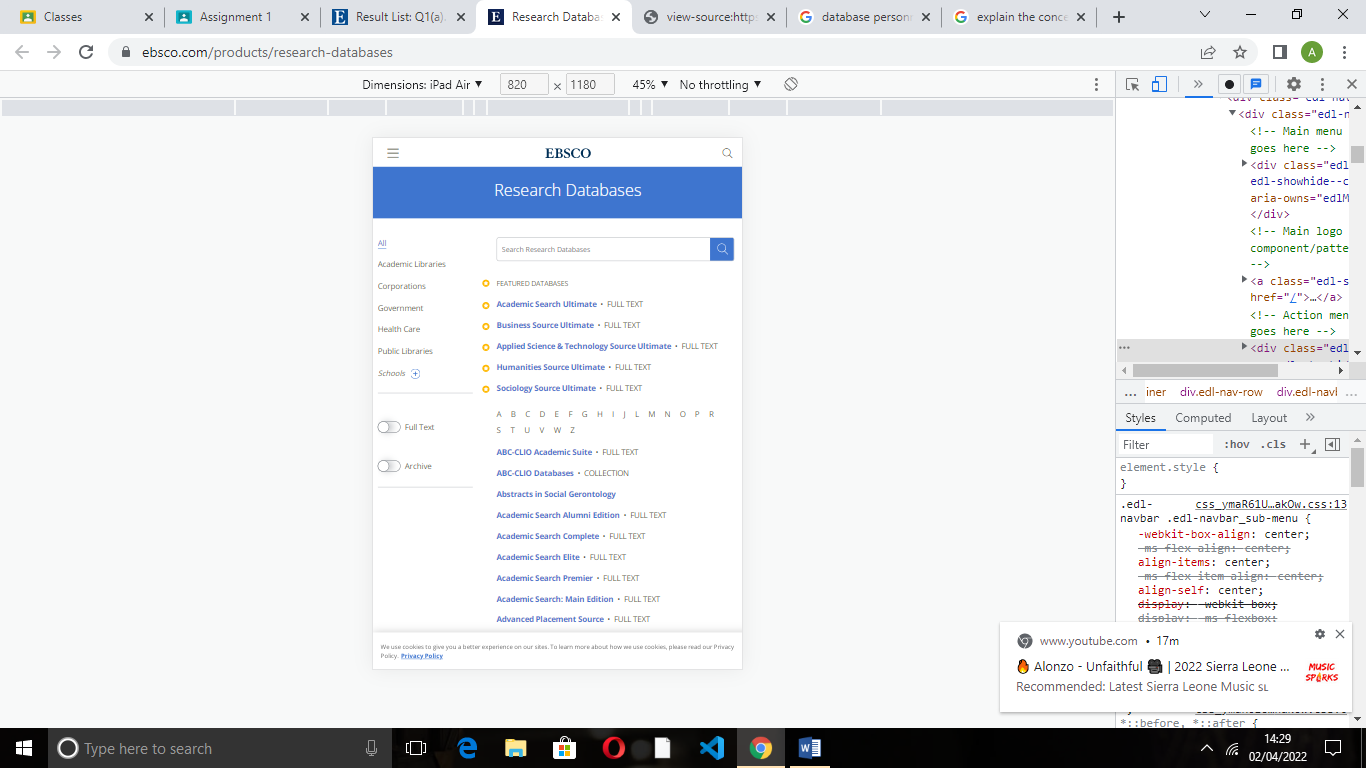 Classes
Assignment 1
Result List: Q1(a).
Research Databa
view-source:https
database personn
explain the conce
ebsco.com/products/research-databases
A
Dimensions: iPad Air
820 x 1180
45%
No throttling
EBSCO
Research Databases
All
Academic Libraries
Corporations
Government
Health Care
Public Libraries
Schools
Full Text
Archive
Search Research Databases
FEATURED DATABASES
Academic Search Ultimate • FULL TEXT
Business Source Ultimate • FULL TEXT
Applied Science & Technology Source Ultimate • FULL TEXT
Humanities Source Ultimate • FULL TEXT
Sociology Source Ultimate • FULL TEXT
A B C D E F G H I J L M N O P R
S T U V W Z
ABC-CLIO Academic Suite • FULL TEXT
ABC-CLIO Databases • COLLECTION
Abstracts in Social Gerontology
Academic Search Alumni Edition • FULL TEXT
Academic Search Complete • FULL TEXT
Academic Search Elite • FULL TEXT
Academic Search Premier • FULL TEXT
Academic Search: Main Edition • FULL TEXT
Advanced Placement Source • FULL TEXT
We use cookies to give you a better experience on our sites. To learn more about how we use cookies, please read our Privacy
Policy. Privacy Policy
<div class="edl-n
<!-- Main menu
goes here -->
<div class="edl
edl-showhide--c
aria-owns="edlM
</div>
<!-- Main logo
component/patte
-->
<a class="edl-s
href="/">…</a>
<!-- Action men
goes here -->
<div class="edl
... iner div.edl-nav-row div.edl-navl ...
Styles Computed Layout
Filter :hov .cls
element.style {
}
.edl- css_ymaR61U…akOw.css:13
navbar .edl-navbar_sub-menu {
-webkit-box-align: center;
-ms-flex-align: center;
align-items: center;
-ms-flex-item-align: center;
align-self: center;
display: -webkit-box;
display: -ms-flexbox;
www.youtube.com • 17m
🔥 Alonzo - Unfaithful | 2022 Sierra Leone ...
Recommended: Latest Sierra Leone Music SL
MUSIC
SPARKS
*::before, *::after {
Type here to search
14:29
02/04/2022